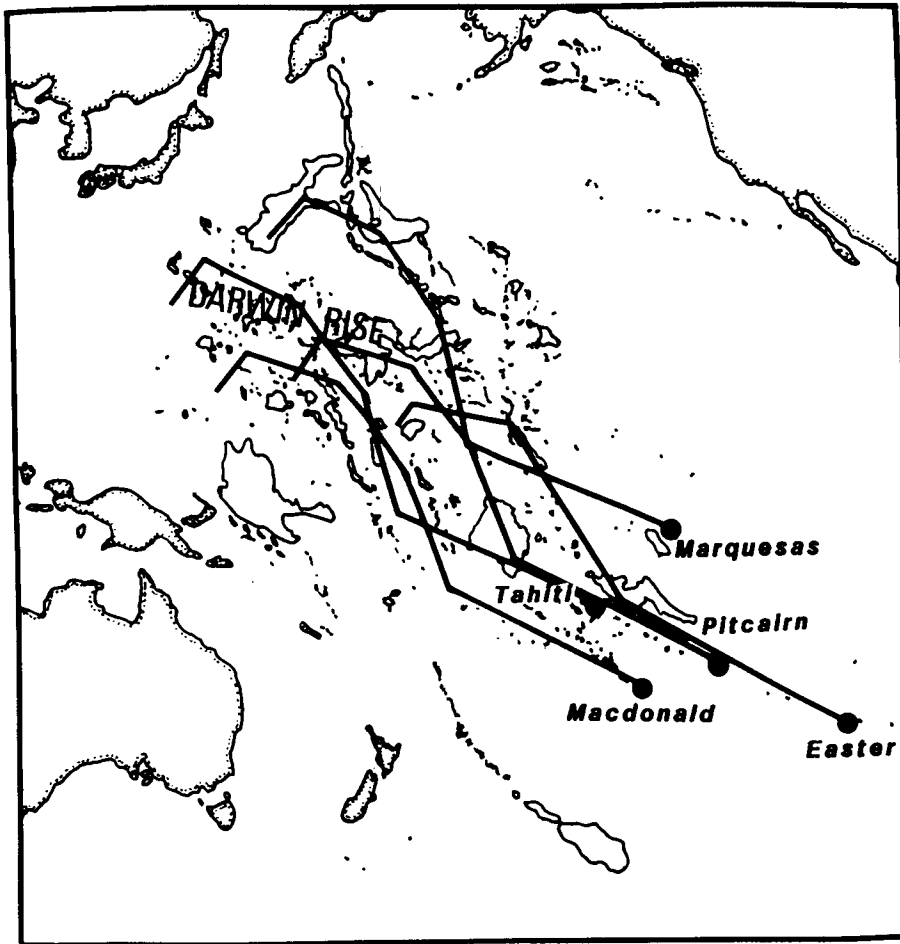 DARWIN RISE
Marquesas
Tahiti
Pitcairn
Macdonald
Easter